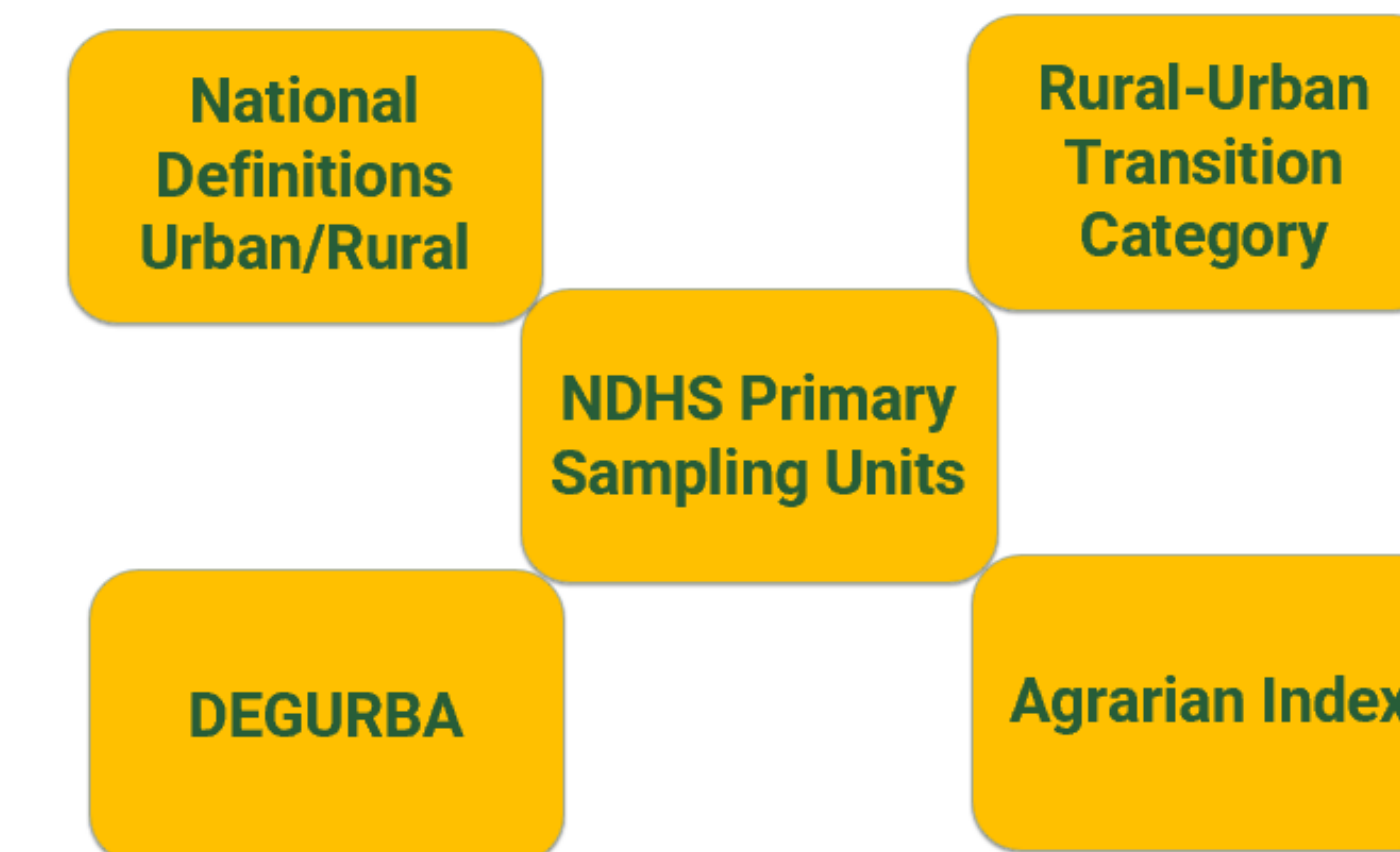 National
Definitions
Urban/Rural
Rural-Urban
Transition
Category
NDHS Primary
Sampling Units
DEGURBA
Agrarian Index